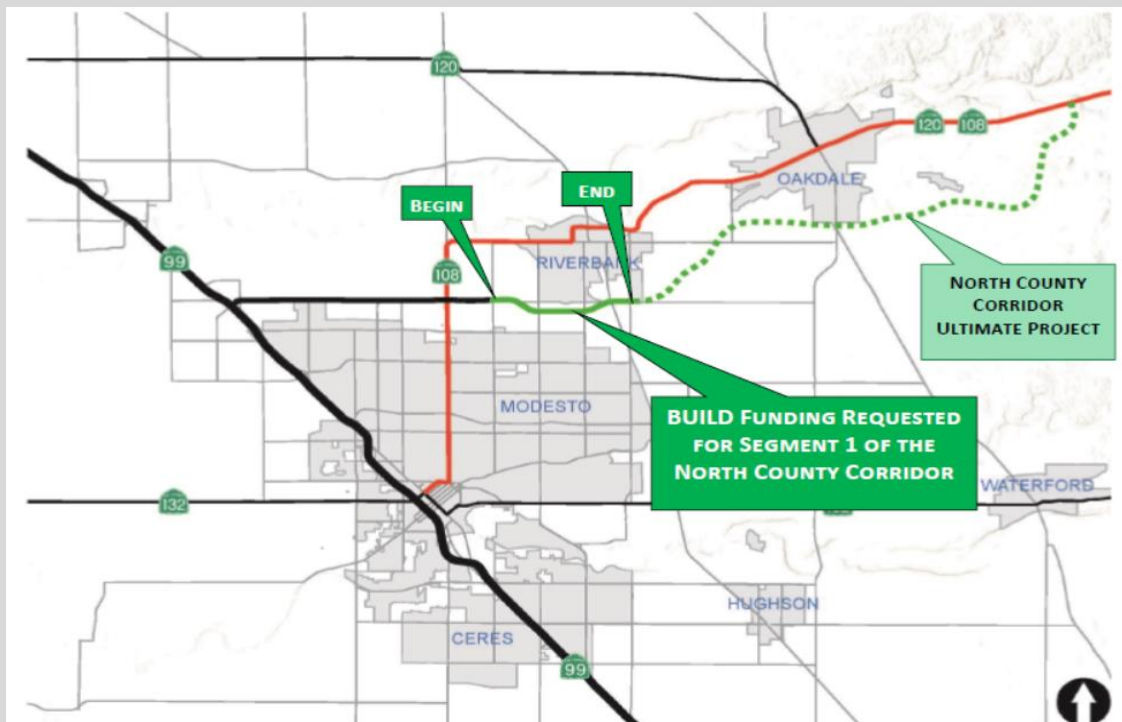 120
120
108
OAKDALE
END
BEGIN
99
108
RIVERBANK
NORTH COUNTY
CORRIDOR
ULTIMATE PROJECT
MODESTO
BUILD FUNDING REQUESTED
FOR SEGMENT 1 OF THE
NORTH COUNTY CORRIDOR
WATERFORD
132
HUGHSON
CERES
99